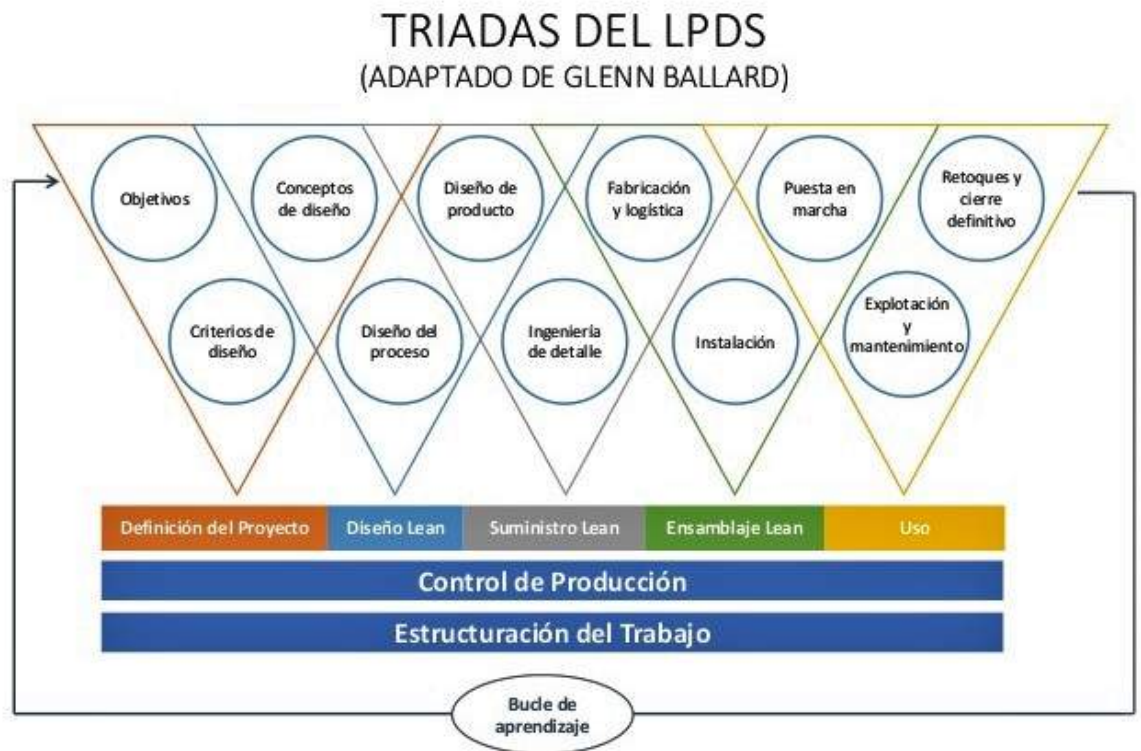 TRIADAS DEL LPDS
(ADAPTADO DE GLENN BALLARD)
Objetivos
Conceptos
de diseño
Diseño de
producto
Fabricación
y logística
Puesta en
marcha
Retoques y
cierre
definitivo
Criterios de
diseño
Diseño del
proceso
Ingeniería
de detalle
Instalación
Explotación
y
mantenimiento
Definición del Proyecto
Diseño Lean
Suministro Lean
Ensamblaje Lean
Uso
Control de Producción
Estructuración del Trabajo
Bucle de
aprendizaje